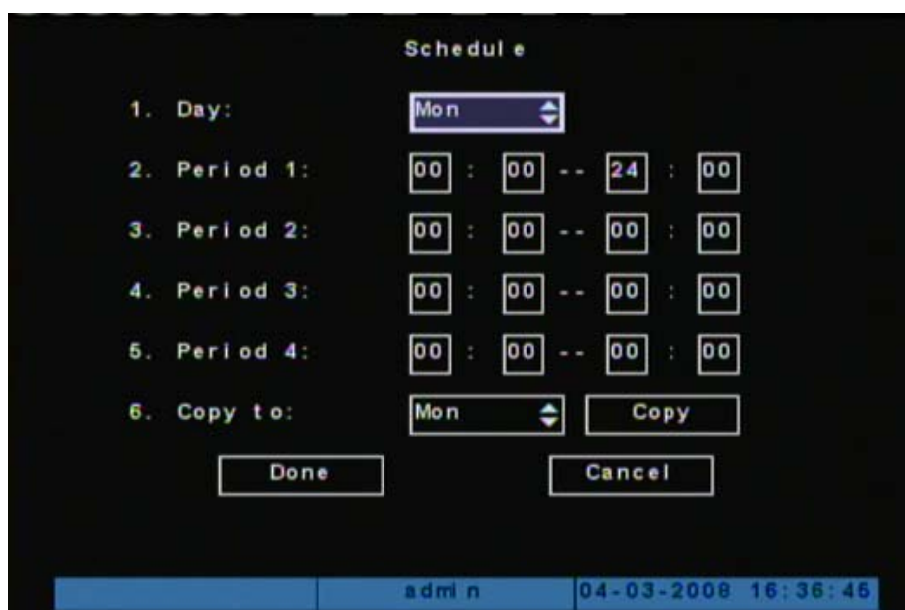 Schedule
1. Day: Mon
2. Period 1: 00 : 00 -- 24 : 00
3. Period 2: 00 : 00 -- 00 : 00
4. Period 3: 00 : 00 -- 00 : 00
5. Period 4: 00 : 00 -- 00 : 00
6. Copy to: Mon Copy
Done Cancel
admin 04-03-2008 16:36:46